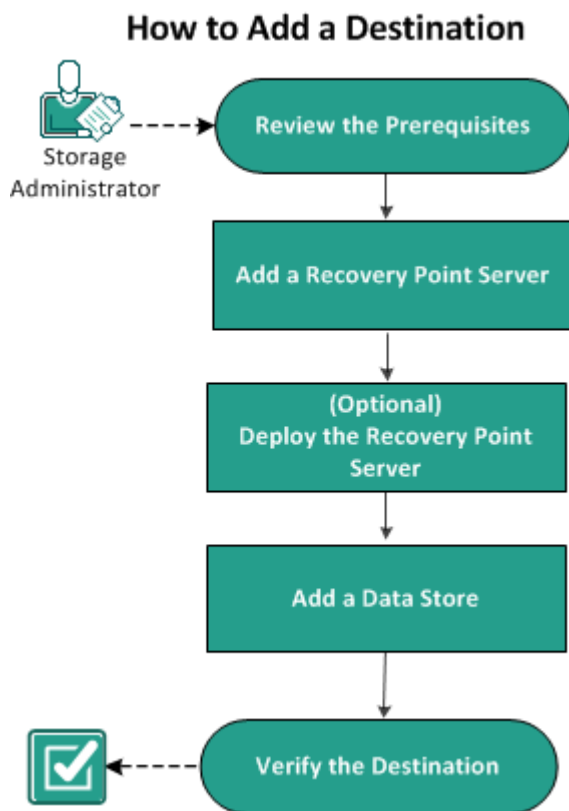 How to Add a Destination
Storage
Administrator
Review the Prerequisites
Add a Recovery Point Server
(Optional)
Deploy the Recovery Point
Server
Add a Data Store
Verify the Destination